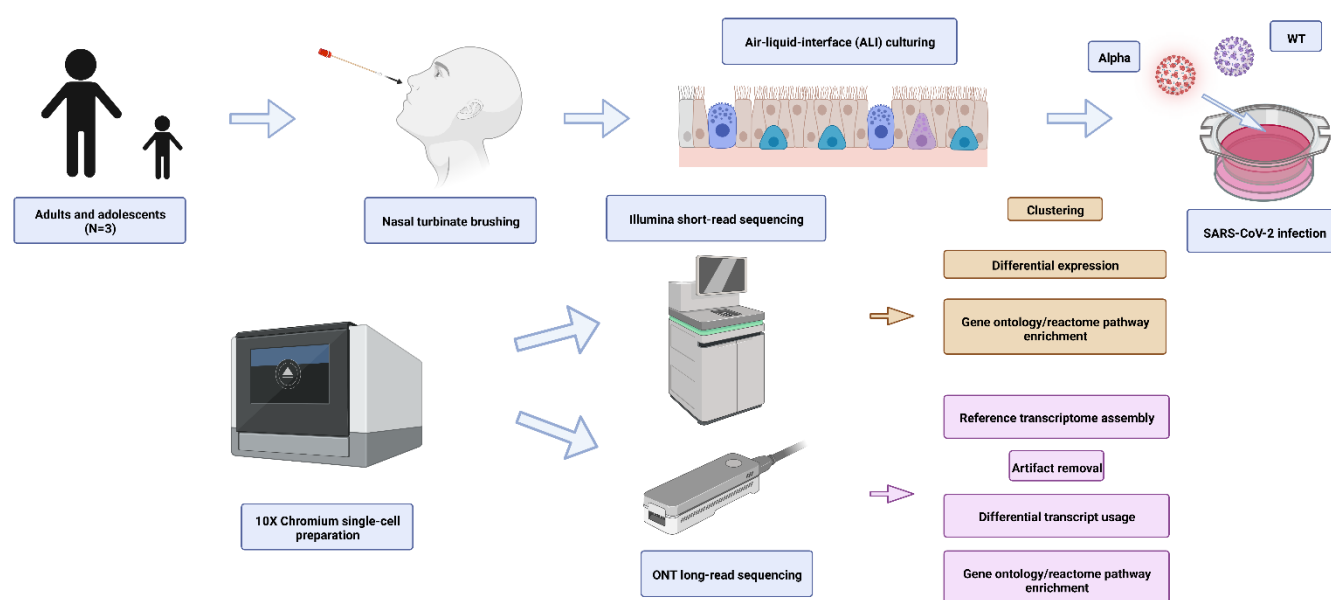 Air-liquid-interface (ALI) culturing
WT
Alpha
Adults and adolescents
(N=3)
Nasal turbinate brushing
SARS-CoV-2 infection
10X Chromium single-cell
preparation
Illumina short-read sequencing
Clustering
Differential expression
Gene ontology/reactome pathway
enrichment
ONT long-read sequencing
Reference transcriptome assembly
Artifact removal
Differential transcript usage
Gene ontology/reactome pathway
enrichment